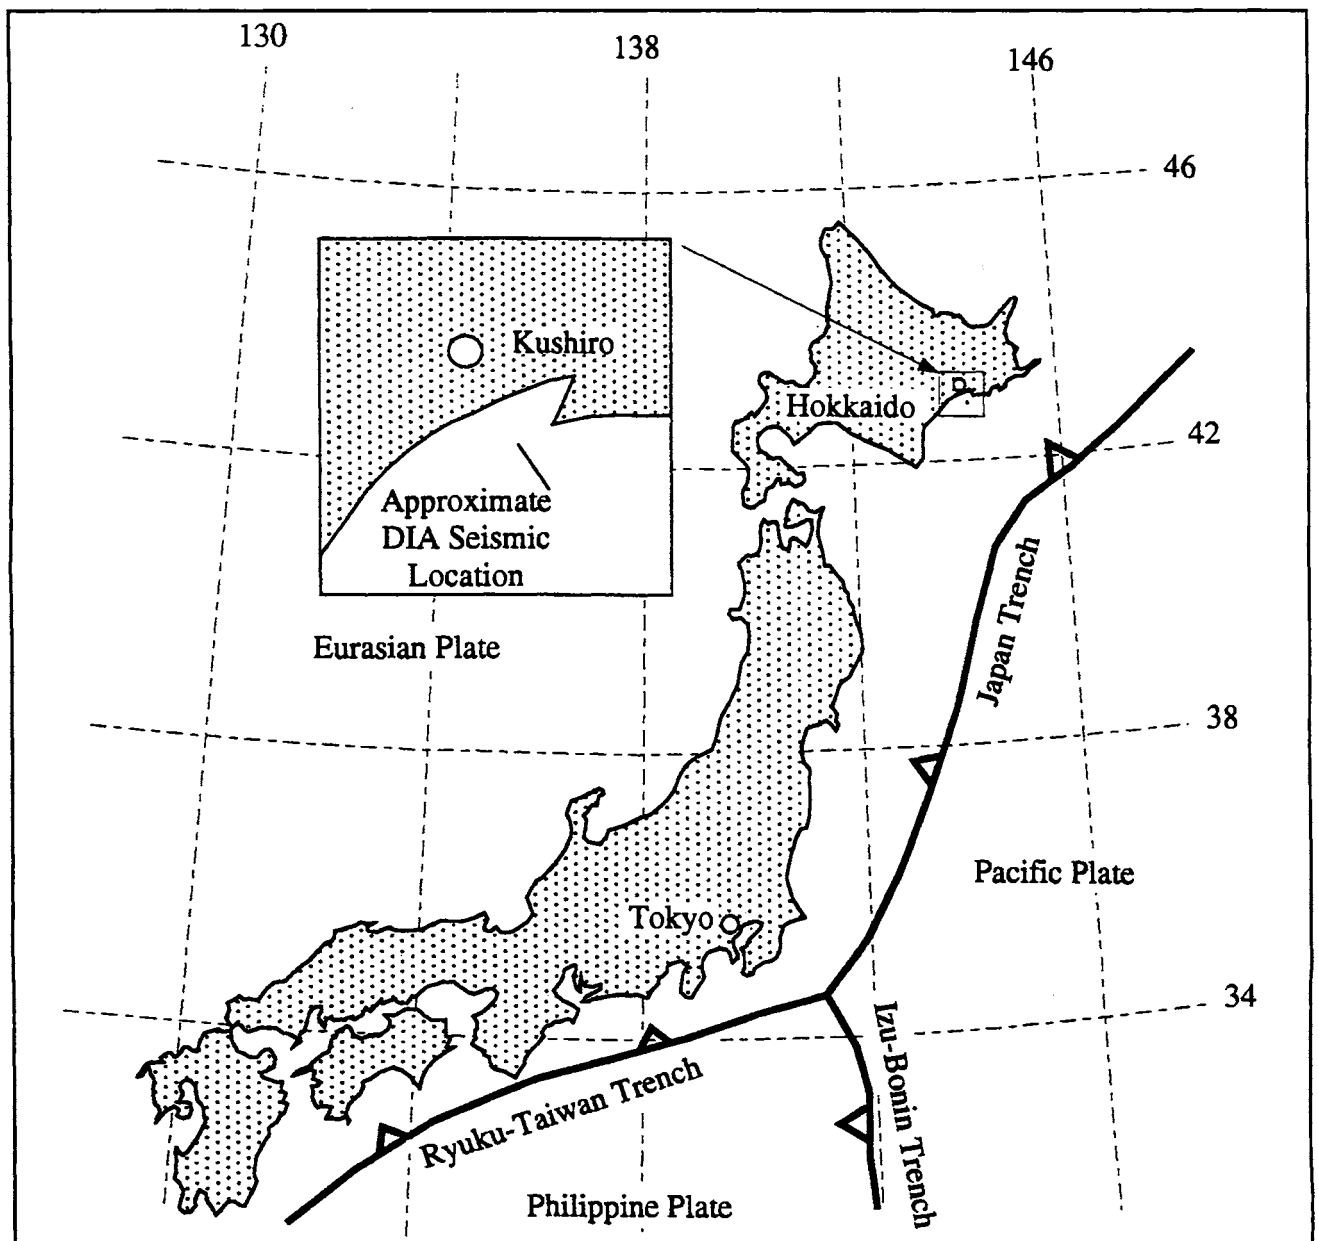 130
138
146
46
Kushiro
Hokkaido
42
Approximate
DIA Seismic
Location
Japan Trench
Eurasian Plate
38
Pacific Plate
Tokyo
34
Izu-Bonin Trench
Ryuku-Taiwan Trench
Philippine Plate